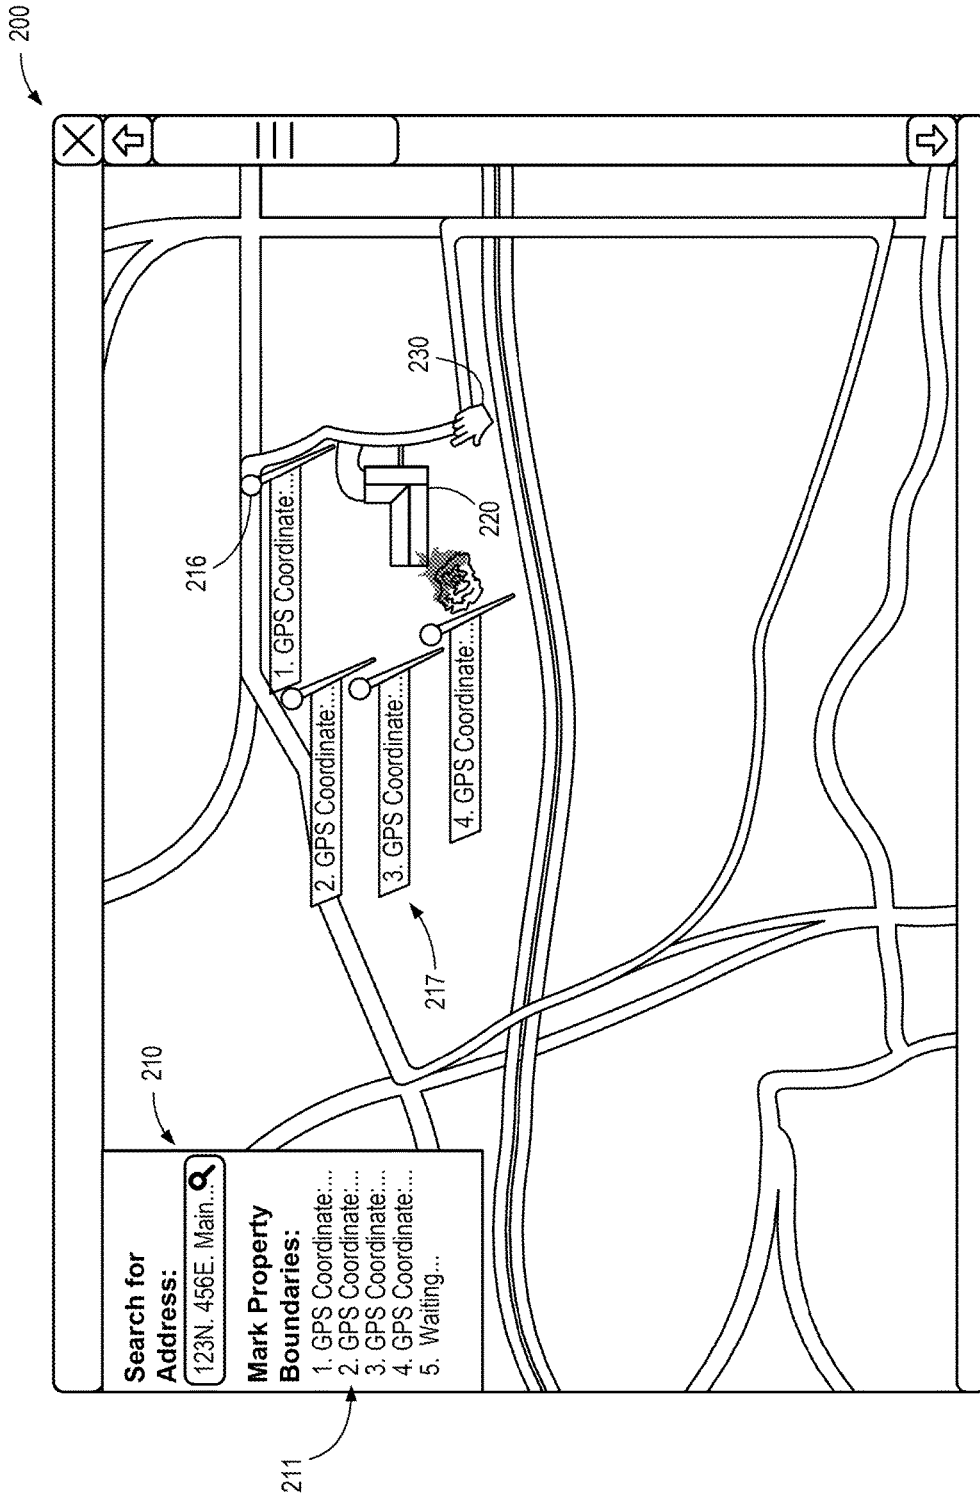 200
210
Search for
Address:
123N. 456E. Main...
Mark Property
Boundaries:
1. GPS Coordinate:...
2. GPS Coordinate:...
3. GPS Coordinate:...
4. GPS Coordinate:...
5. Waiting...
211
216
1. GPS Coordinate:...
2. GPS Coordinate:...
3. GPS Coordinate:...
4. GPS Coordinate:...
217
220
230